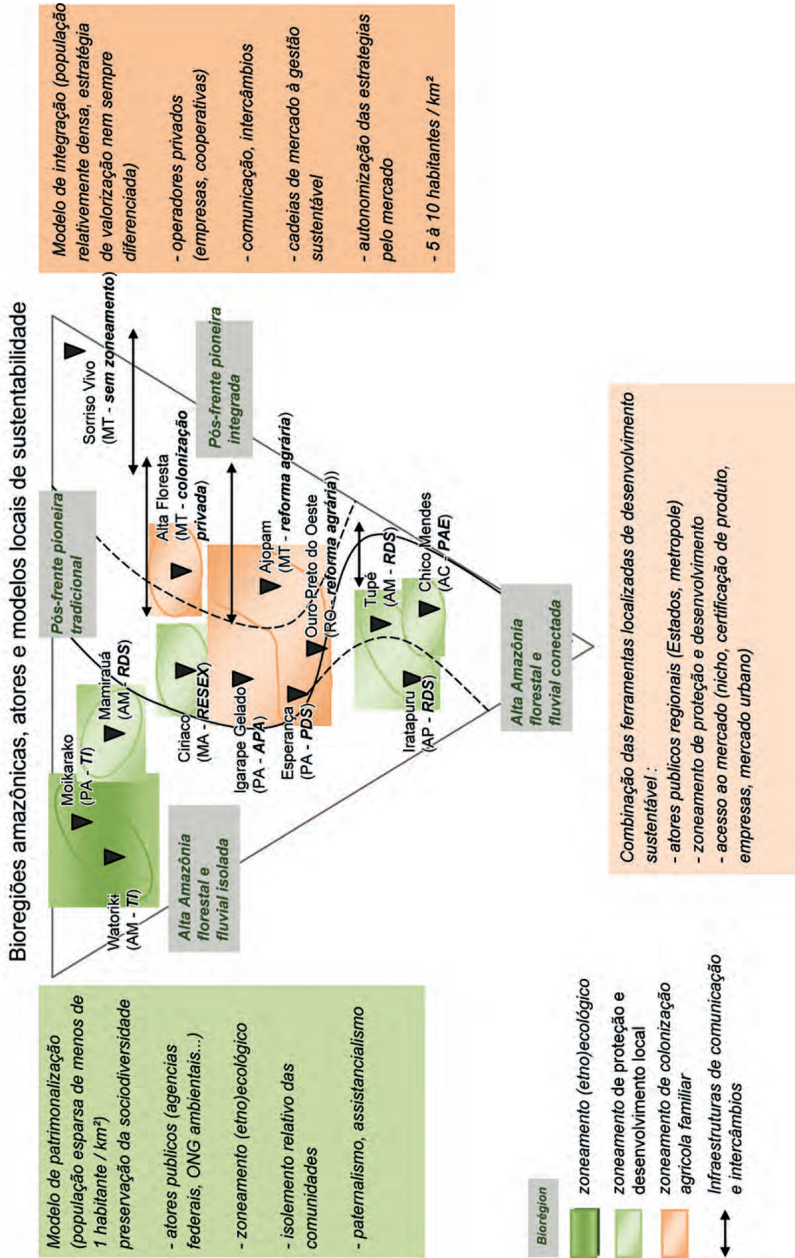 Bioregiões amazônicas, atores e modelos locais de sustentabilidade
Modelo de patrimonalização
(população esparsa de menos de
1 habitante / km²)
preservação da sociodiversidade
- atores publicos (agencias
federais, ONG ambientais...)
- zoneamento (etno)ecológico
- isolemento relativo das
comunidades
- paternalismo, assistancialismo
Pós-frente pioneira
tradicional
Moikarako
(PA - TI)
Watoriki
(AM - TI)
Mamirauá
(AM - RDS)
Sorriso Vivo
(MT - sem zoneamento)
Alta Amazônia
florestal e
fluvial isolada
Ciriaco
(MA - RESEX)
Alta Floresta
(MT - colonização
privada)
Pós-frente pioneira
integrada
Igarape Gelado
(PA - APA)
Ajopam
(MT - reforma agrária)
Esperança
(PA - PDS)
Ouro Preto do Oeste
(RO - reforma agrária))
Iratapuru
(AP - RDS)
Tupé
(AM - RDS)
Chico Mendes
(AC - PAE)
Alta Amazônia
florestal e
fluvial conectada
Modelo de integração (população
relativemente densa, estratégia
de valorização nem sempre
diferenciada)
- operadores privados
(empresas, cooperativas)
- comunicação, intercâmbios
- cadeias de mercado à gestão
sustentável
- autonomização das estrategias
pelo mercado
- 5 à 10 habitantes / km²
Biorégion
zoneamento (etno)ecológico
zoneamento de proteção e
desenvolvimento local
zoneamento de colonização
agrícola familiar
Infraestruturas de comunicação
e intercâmbios
Combinação das ferramentas localizadas de desenvolvimento
sustentável :
- atores publicos regionais (Estados, metropole)
- zoneamento de proteção e desenvolvimento
- acesso ao mercado (nicho, certificação de produto,
empresas, mercado urbano)